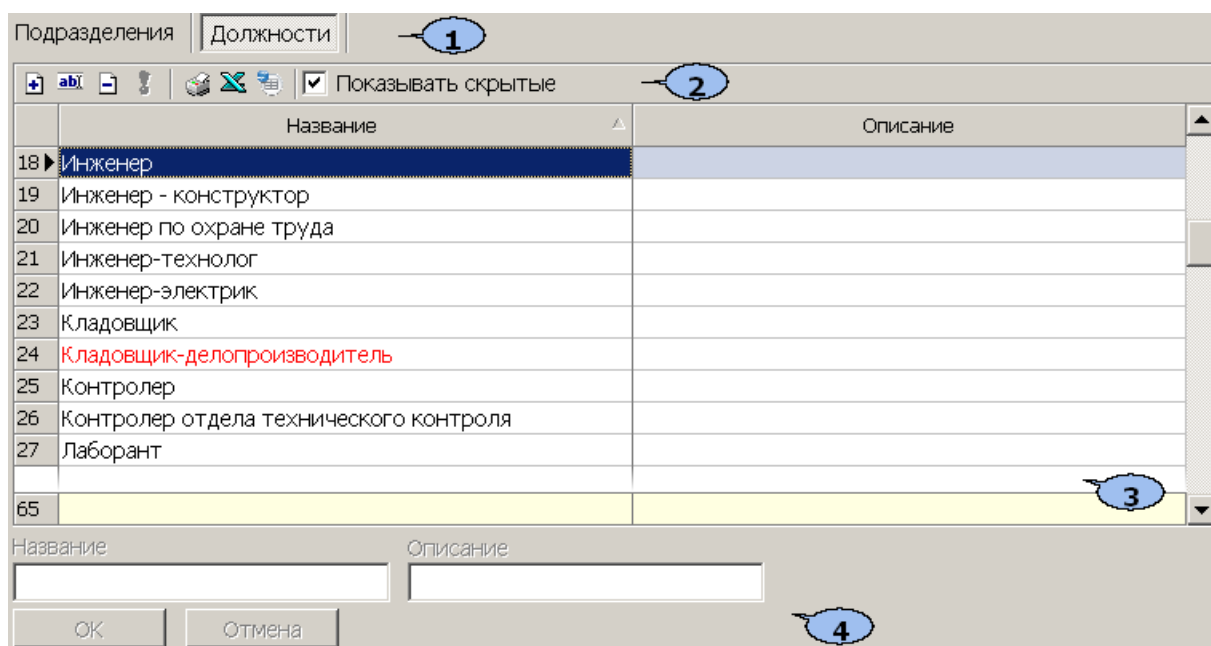 Подразделения Должности 1
abI Показывать скрытые 2
Название Описание
18 Инженер
19 Инженер - конструктор
20 Инженер по охране труда
21 Инженер-технолог
22 Инженер-электрик
23 Кладовщик
24 Кладовщик-делопроизводитель
25 Контролер
26 Контролер отдела технического контроля
27 Лаборант
3
65
Название Описание
OK Отмена 4